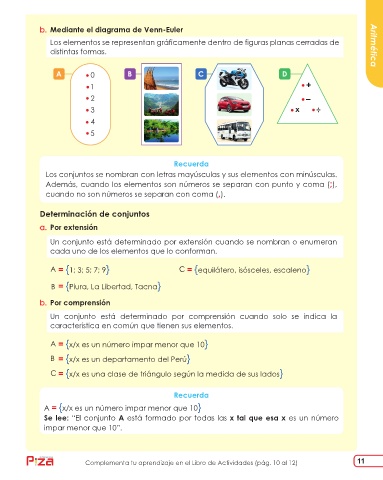 b. Mediante el diagrama de Venn-Euler
Los elementos se representan gráficamente dentro de figuras planas cerradas de
distintas formas.
A
0
1
2
3
4
5
B
C
D
+
–
x ÷
Recuerda
Los conjuntos se nombran con letras mayúsculas y sus elementos con minúsculas.
Además, cuando los elementos son números se separan con punto y coma (;),
cuando no son números se separan con coma (,).
Determinación de conjuntos
a. Por extensión
Un conjunto está determinado por extensión cuando se nombran o enumeran
cada uno de los elementos que lo conforman.
A = {1; 3; 5; 7; 9} C = {equilátero, isósceles, escaleno}
B = {Piura, La Libertad, Tacna}
b. Por comprensión
Un conjunto está determinado por comprensión cuando solo se indica la
característica en común que tienen sus elementos.
A = {x/x es un número impar menor que 10}
B = {x/x es un departamento del Perú}
C = {x/x es una clase de triángulo según la medida de sus lados}
Recuerda
A = {x/x es un número impar menor que 10}
Se lee: "El conjunto A está formado por todas las x tal que esa x es un número
impar menor que 10".
Complementa tu aprendizaje en el Libro de Actividades (pág. 10 al 12)
11
Aritmética